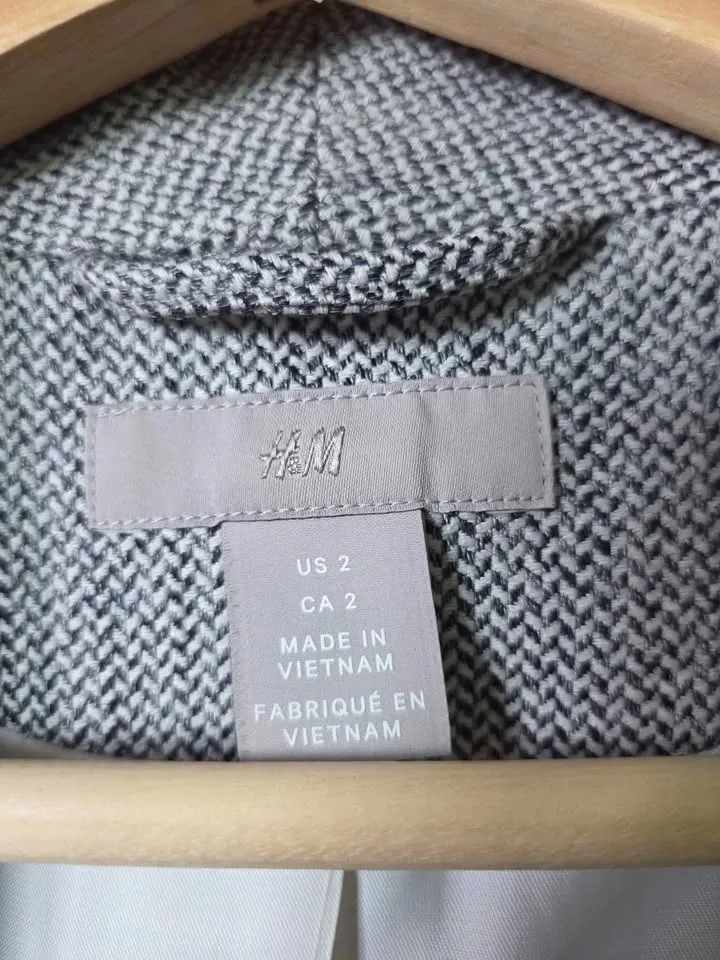 H&M
US 2
CA 2
MADE IN
VIETNAM
FABRIQUÉ EN
VIETNAM